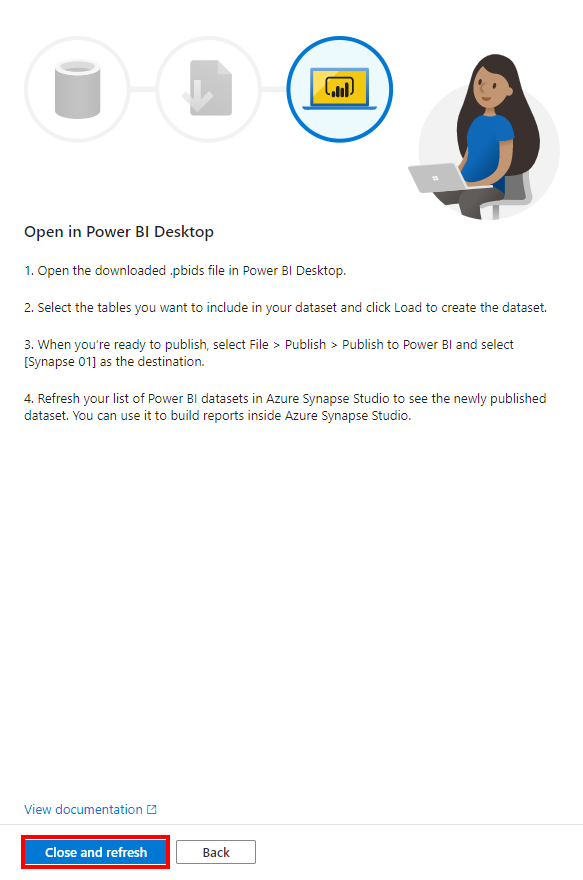 Open in Power BI Desktop
1. Open the downloaded .pbids file in Power BI Desktop.
2. Select the tables you want to include in your dataset and click Load to create the dataset.
3. When you're ready to publish, select File > Publish > Publish to Power BI and select
[Synapse 01] as the destination.
4. Refresh your list of Power BI datasets in Azure Synapse Studio to see the newly published
dataset. You can use it to build reports inside Azure Synapse Studio.
View documentation
Close and refresh
Back